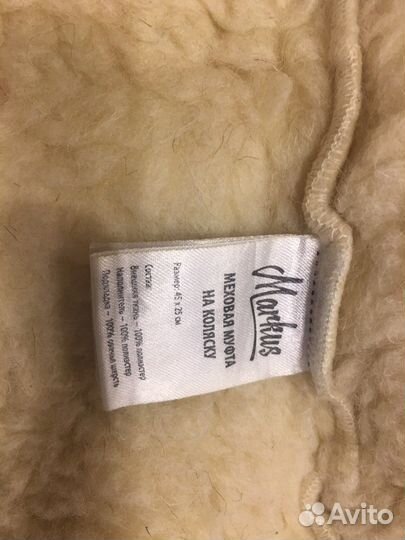 Markus
МЕХОВАЯ МУФТА
НА КОЛЯСКУ
Размер: 45 х 25 см
Состав:
Внешняя ткань – 100% полиэстер
Наполнитель – 100% полиэстер
Подкладка – 100% овечья шерсть
Avito